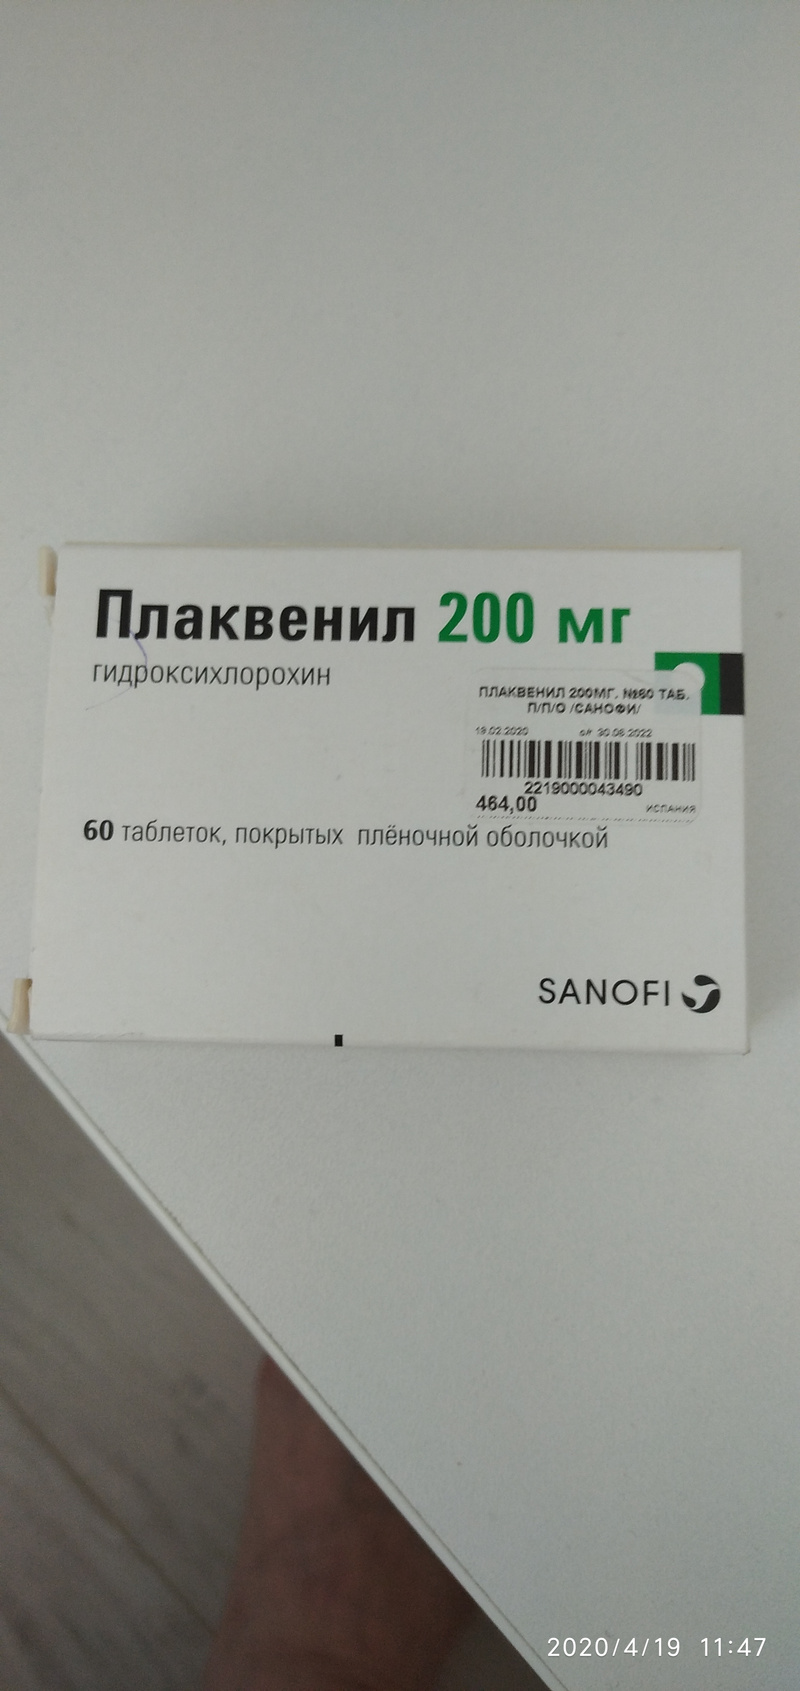 Плаквенил 200 мг
гидроксихлорохин
ПЛАКВЕНИЛ 200МГ. №60 ТАБ.
П/П/О /САНОФИ/
19.02.2020 с/г 30.06.2022
2219000043490
464,00 ИСПАНИЯ
60 таблеток, покрытых плёночной оболочкой
SANOFI
2020/4/19 11:47